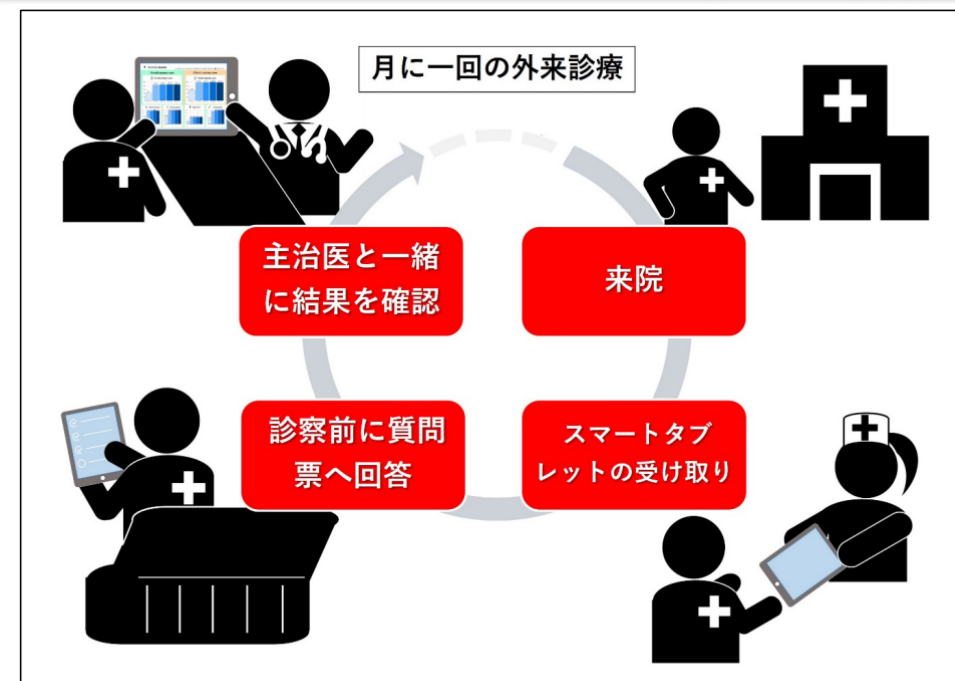 月に一回の外来診療
来院
スマートタブ
レットの受け取り
診察前に質問
票へ回答
主治医と一緒
に結果を確認